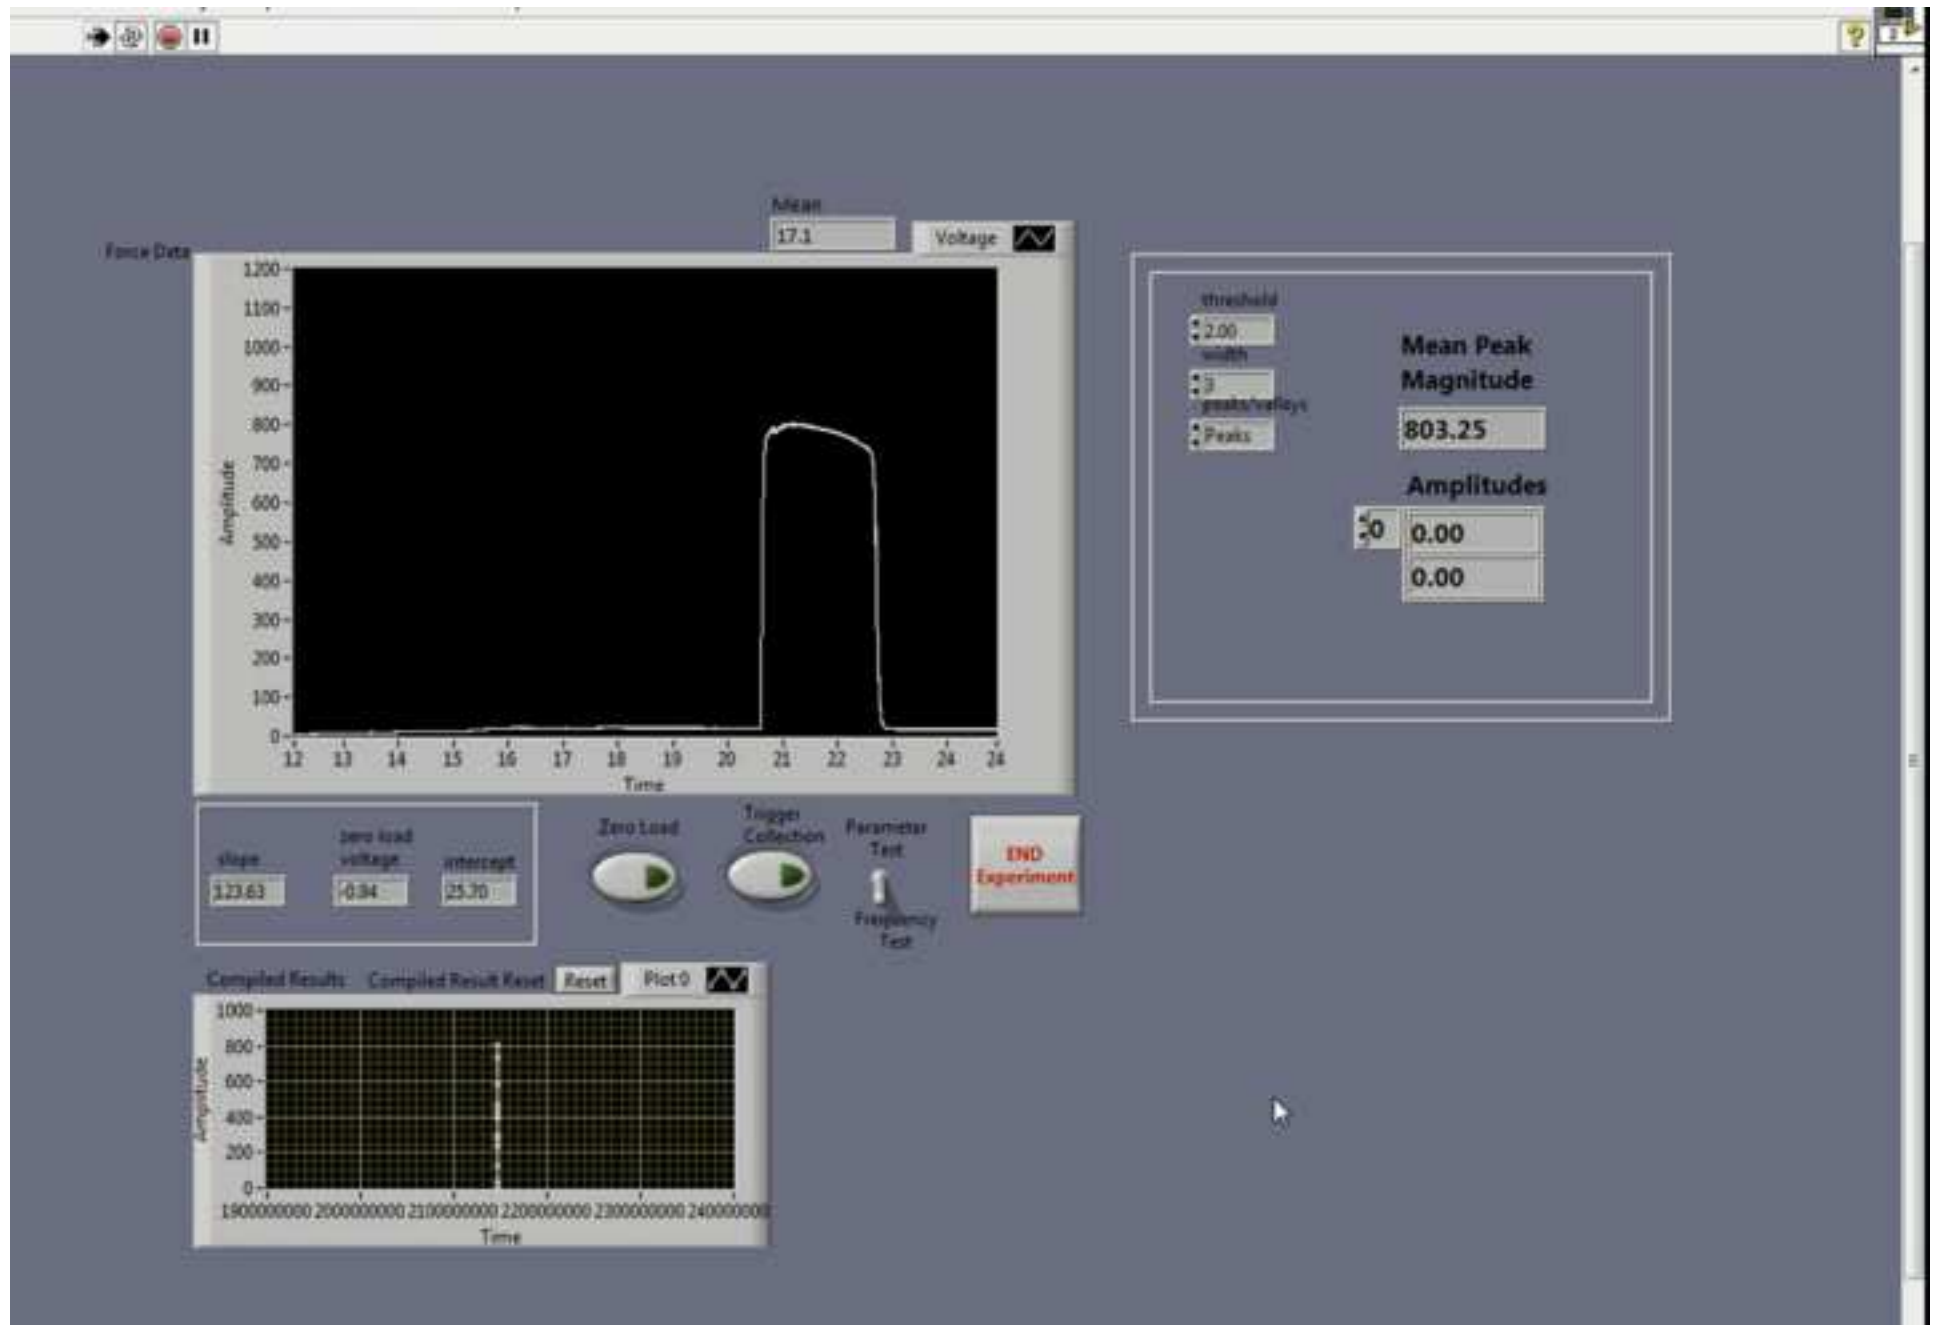 Mean
17.1
Voltage
Force Data
1200
1100
1000
900
800
700
600
500
400
300
200
100
0
Amplitude
12 13 14 15 16 17 18 19 20 21 22 23 24 24
Time
threshold
2.00
width
3
peaks/valleys
Peaks
Mean Peak
Magnitude
803.25
Amplitudes
0 0.00
0.00
slope
123.63
zero load
voltage
-0.84
intercept
25.70
Zero Load
Trigger
Collection
Parameter
Test
Frequency
Test
END
Experiment
Compiled Results Compiled Result Reset Reset Plot 0
1000
800
600
400
200
0
Amplitude
1900000000 2000000000 2100000000 2200000000 2300000000 2400000000
Time